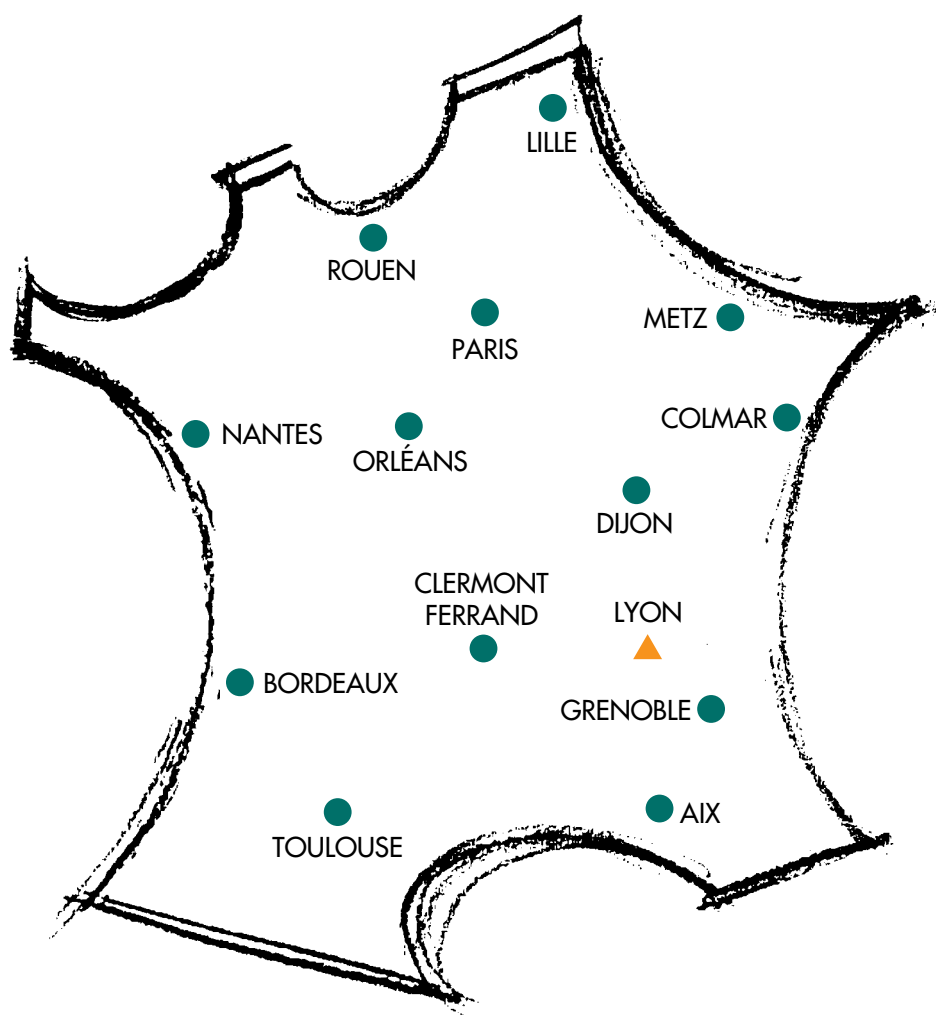 LILLE
ROUEN
METZ
PARIS
COLMAR
NANTES
ORLÉANS
DIJON
CLERMONT
FERRAND
LYON
BORDEAUX
GRENOBLE
AIX
TOULOUSE